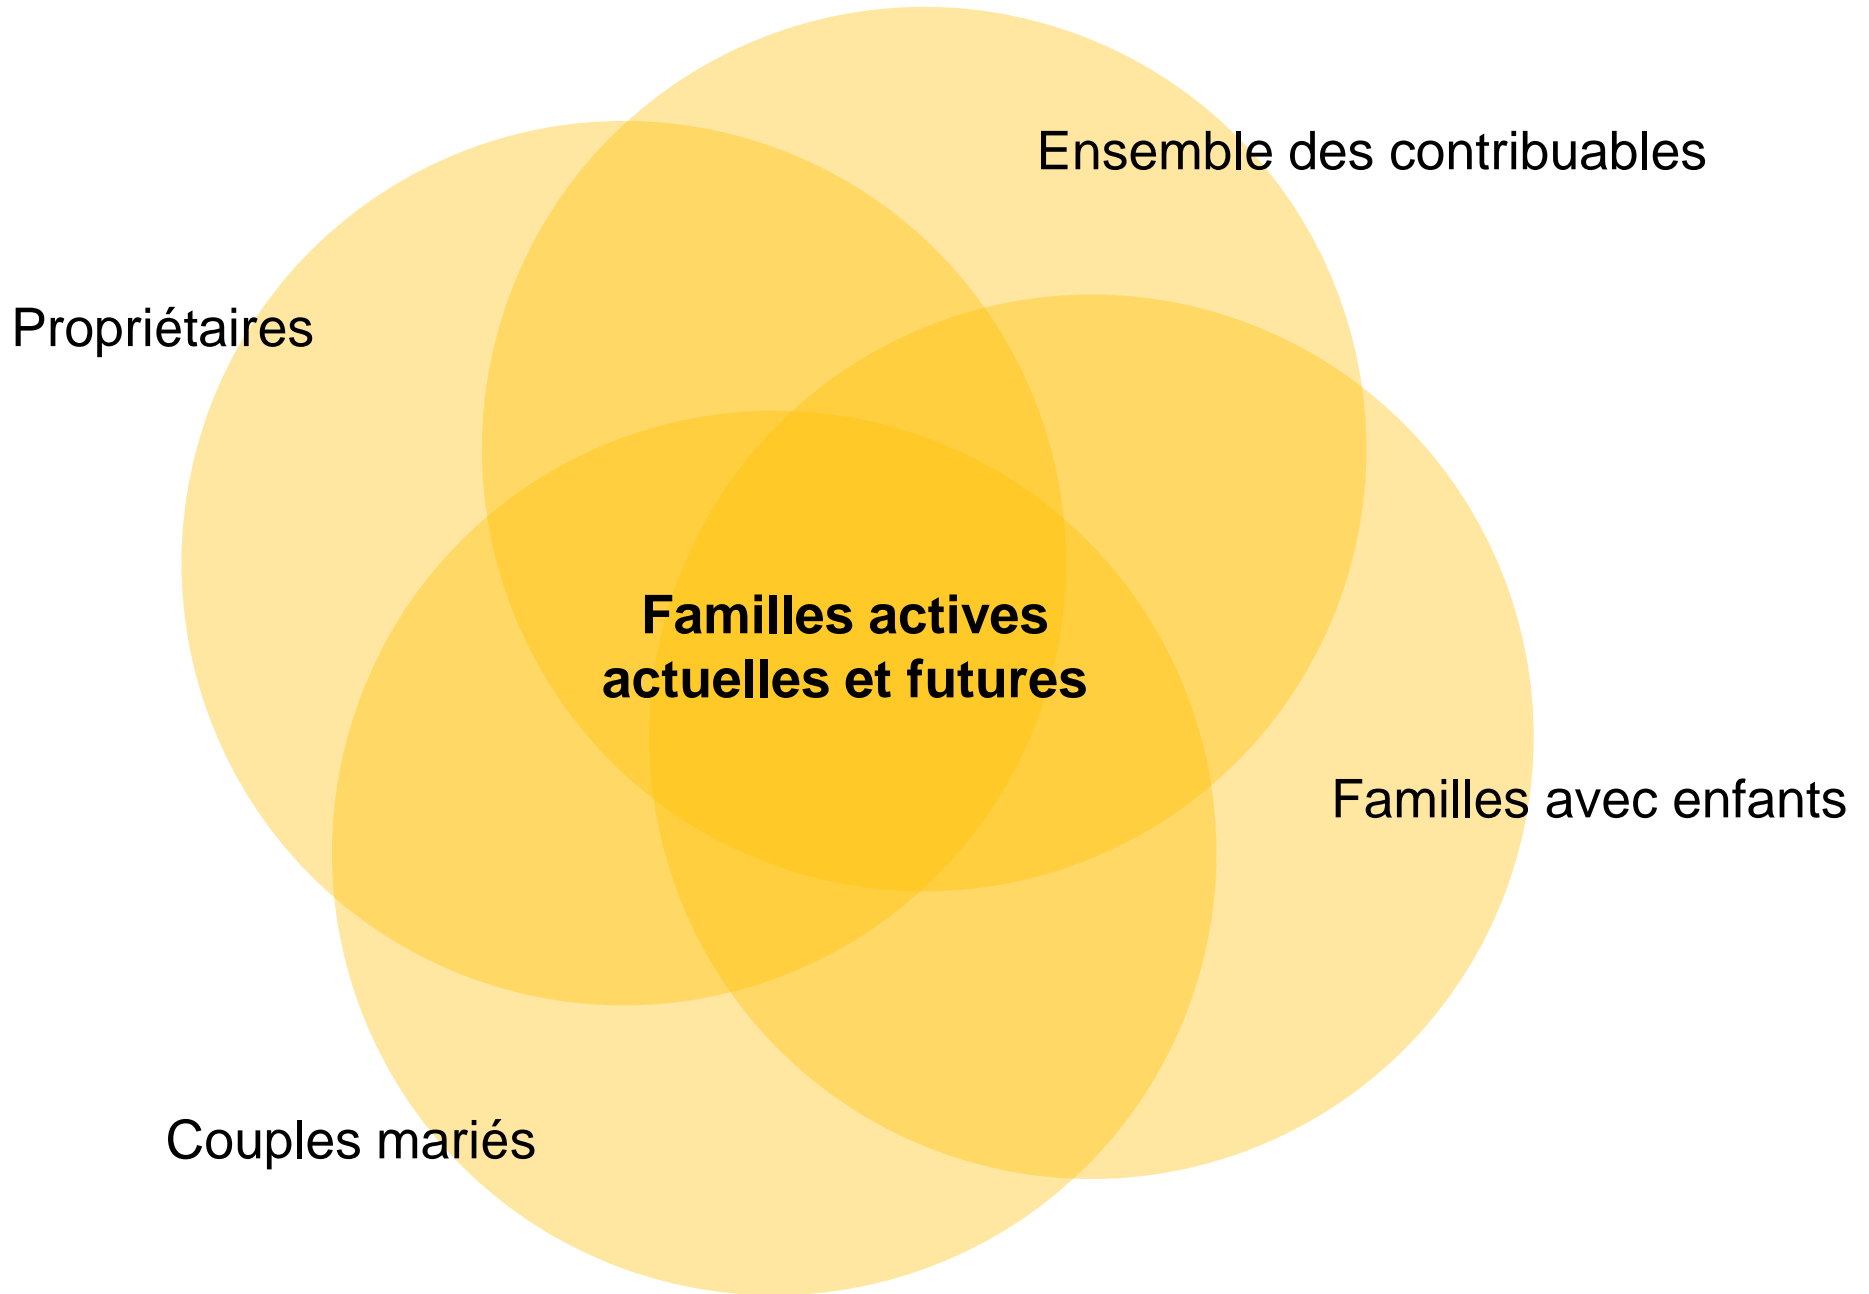 Ensemble des contribuables
Propriétaires
Familles actives
actuelles et futures
Familles avec enfants
Couples mariés